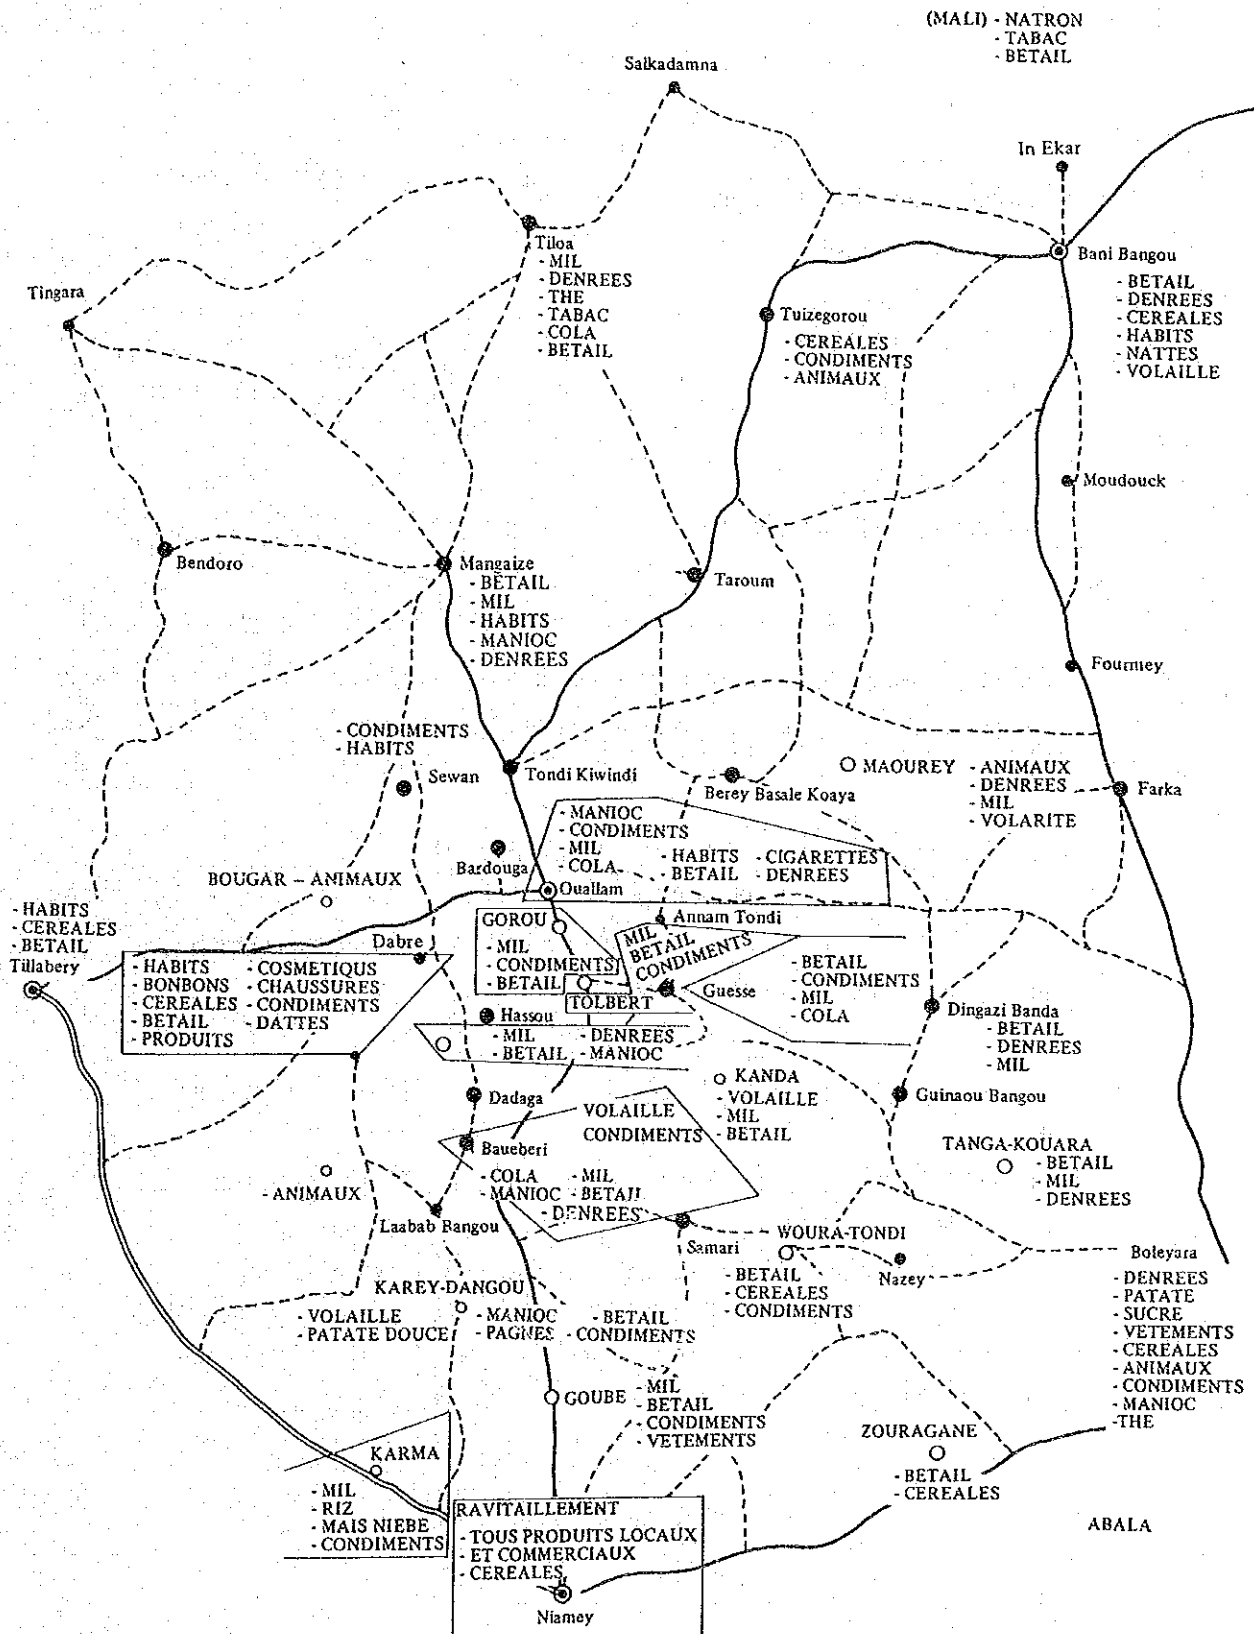 (MALI) - NATRON
- TABAC
- BETAIL
Saikadamna
In Ekar
Tiloa
- MIL
- DENREES
- THE
- TABAC
- COLA
- BETAIL
Tingara
Bani Bangou
- BETAIL
- DENREES
- CEREALES
- HABITS
- NATTES
- VOLAILLE
Tuizegorou
- CEREALES
- CONDIMENTS
- ANIMAUX
Moudouck
Bendoro
Mangaize
- BETAIL
- MIL
- HABITS
- MANIOC
- DENREES
Taroum
Fourmey
- CONDIMENTS
- HABITS
Sewan
Tondi Kiwindi
Berey Basale Koaya
MAOUREY
- ANIMAUX
- DENREES
- MIL
- VOLARITE
Farka
- MANIOC
- CONDIMENTS
- MIL
- COLA
- HABITS
- BETAIL
- CIGARETTES
- DENREES
Bardouga
Ouallam
BOUGAR – ANIMAUX
- HABITS
- CEREALES
- BETAIL
Tillabery
Dabre
- HABITS
- BONBONS
- CEREALES
- BETAIL
- PRODUITS
- COSMETIQUS
- CHAUSSURES
- CONDIMENTS
- DATTES
GOROU
- MIL
- CONDIMENTS
- BETAIL
Annam Tondi
MIL
BETAIL
CONDIMENTS
TOLBERT
Guesse
- BETAIL
- CONDIMENTS
- MIL
- COLA
Dingazi Banda
- BETAIL
- DENREES
- MIL
Hassou
- MIL
- BETAIL
- DENREES
- MANIOC
KANDA
- VOLAILLE
- MIL
- BETAIL
Guinaou Bangou
Dadaga
VOLAILLE
CONDIMENTS
Baueberi
- COLA
- MANIOC
- MIL
- BETAIL
- DENREES
TANGA-KOUARA
- BETAIL
- MIL
- DENREES
- ANIMAUX
Laabab Bangou
Samari
WOURA-TONDI
- BETAIL
- CEREALES
- CONDIMENTS
Nazey
Boleyara
- DENREES
- PATATE
- SUCRE
- VETEMENTS
- CEREALES
- ANIMAUX
- CONDIMENTS
- MANIOC
-THE
KAREY-DANGOU
- VOLAILLE
- PATATE DOUCE
- MANIOC
- PAGNES
- BETAIL
- CONDIMENTS
GOUBE
- MIL
- BETAIL
- CONDIMENTS
- VETEMENTS
ZOURAGANE
- BETAIL
- CEREALES
KARMA
- MIL
- RIZ
- MAIS NIEBE
- CONDIMENTS
RAVITAILLEMENT
- TOUS PRODUITS LOCAUX
- ET COMMERCIAUX
- CEREALES
Niamey
ABALA